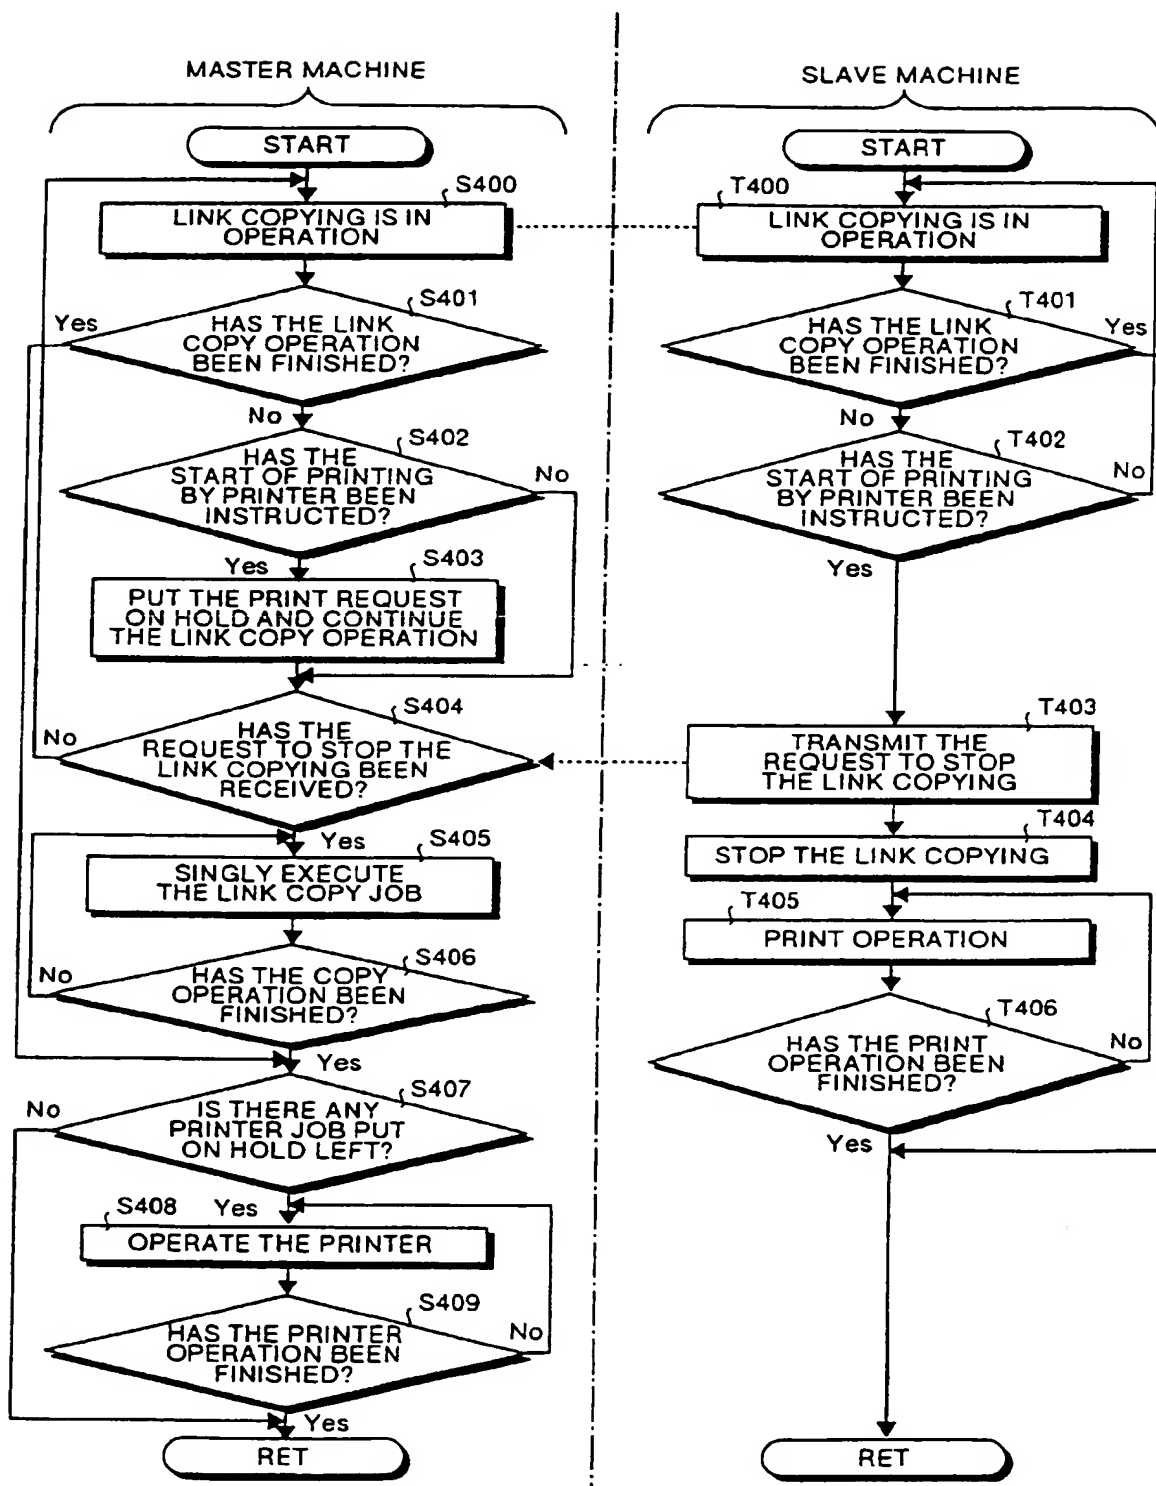 MASTER MACHINE
START
S400
LINK COPYING IS IN
OPERATION
S401
Yes
HAS THE LINK
COPY OPERATION
BEEN FINISHED?
No
S402
HAS THE
START OF PRINTING
BY PRINTER BEEN
INSTRUCTED?
No
Yes
S403
PUT THE PRINT REQUEST
ON HOLD AND CONTINUE
THE LINK COPY OPERATION
S404
No
HAS THE
REQUEST TO STOP THE
LINK COPYING BEEN
RECEIVED?
Yes
S405
SINGLY EXECUTE
THE LINK COPY JOB
S406
No
HAS THE COPY
OPERATION BEEN
FINISHED?
Yes
S407
No
IS THERE ANY
PRINTER JOB PUT
ON HOLD LEFT?
Yes
S408
OPERATE THE PRINTER
S409
No
HAS THE PRINTER
OPERATION BEEN
FINISHED?
Yes
RET
SLAVE MACHINE
START
T400
LINK COPYING IS IN
OPERATION
T401
Yes
HAS THE LINK
COPY OPERATION
BEEN FINISHED?
No
T402
HAS THE
START OF PRINTING
BY PRINTER BEEN
INSTRUCTED?
No
Yes
T403
TRANSMIT THE
REQUEST TO STOP
THE LINK COPYING
T404
STOP THE LINK COPYING
T405
PRINT OPERATION
T406
No
HAS THE PRINT
OPERATION BEEN
FINISHED?
Yes
RET